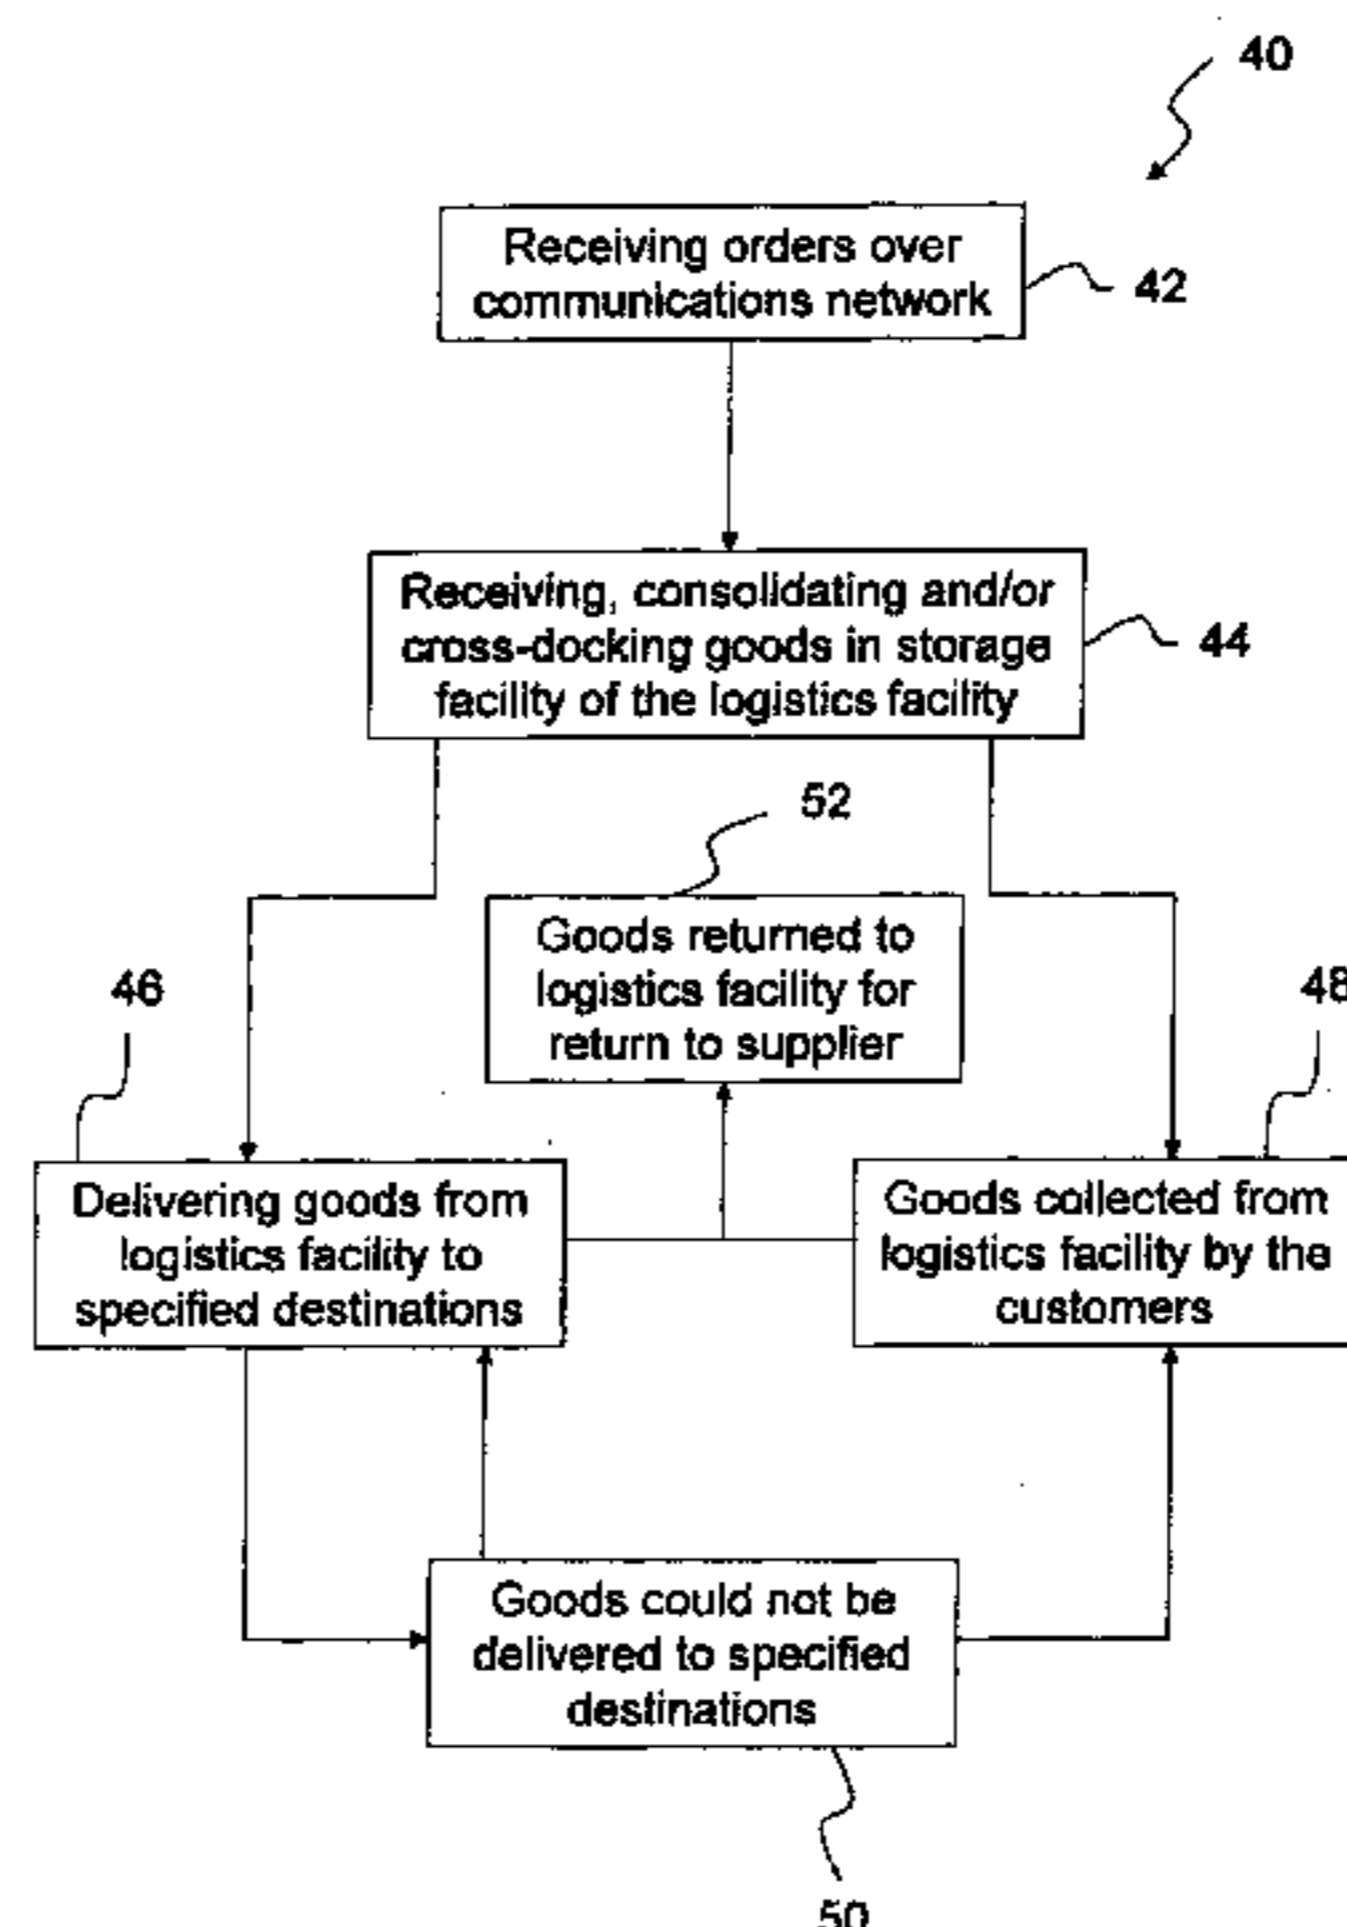 40
Receiving orders over
communications network
42
Receiving, consolidating and/or
cross-docking goods in storage
facility of the logistics facility
44
52
Goods returned to
logistics facility for
return to supplier
46
48
Delivering goods from
logistics facility to
specified destinations
Goods collected from
logistics facility by the
customers
Goods could not be
delivered to specified
destinations
50